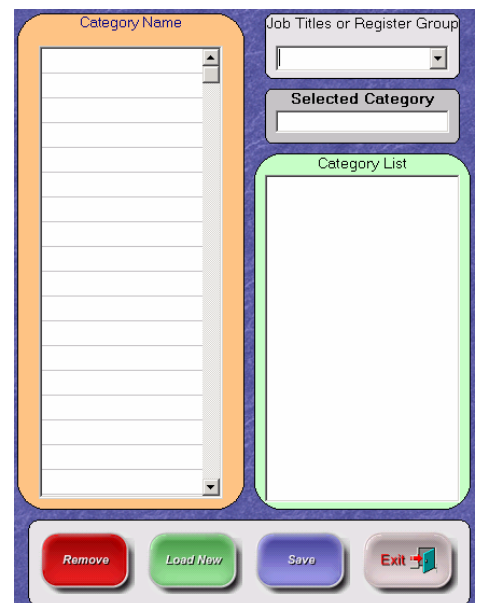 Category Name
Job Titles or Register Group
Selected Category
Category List
Remove
Load New
Save
Exit